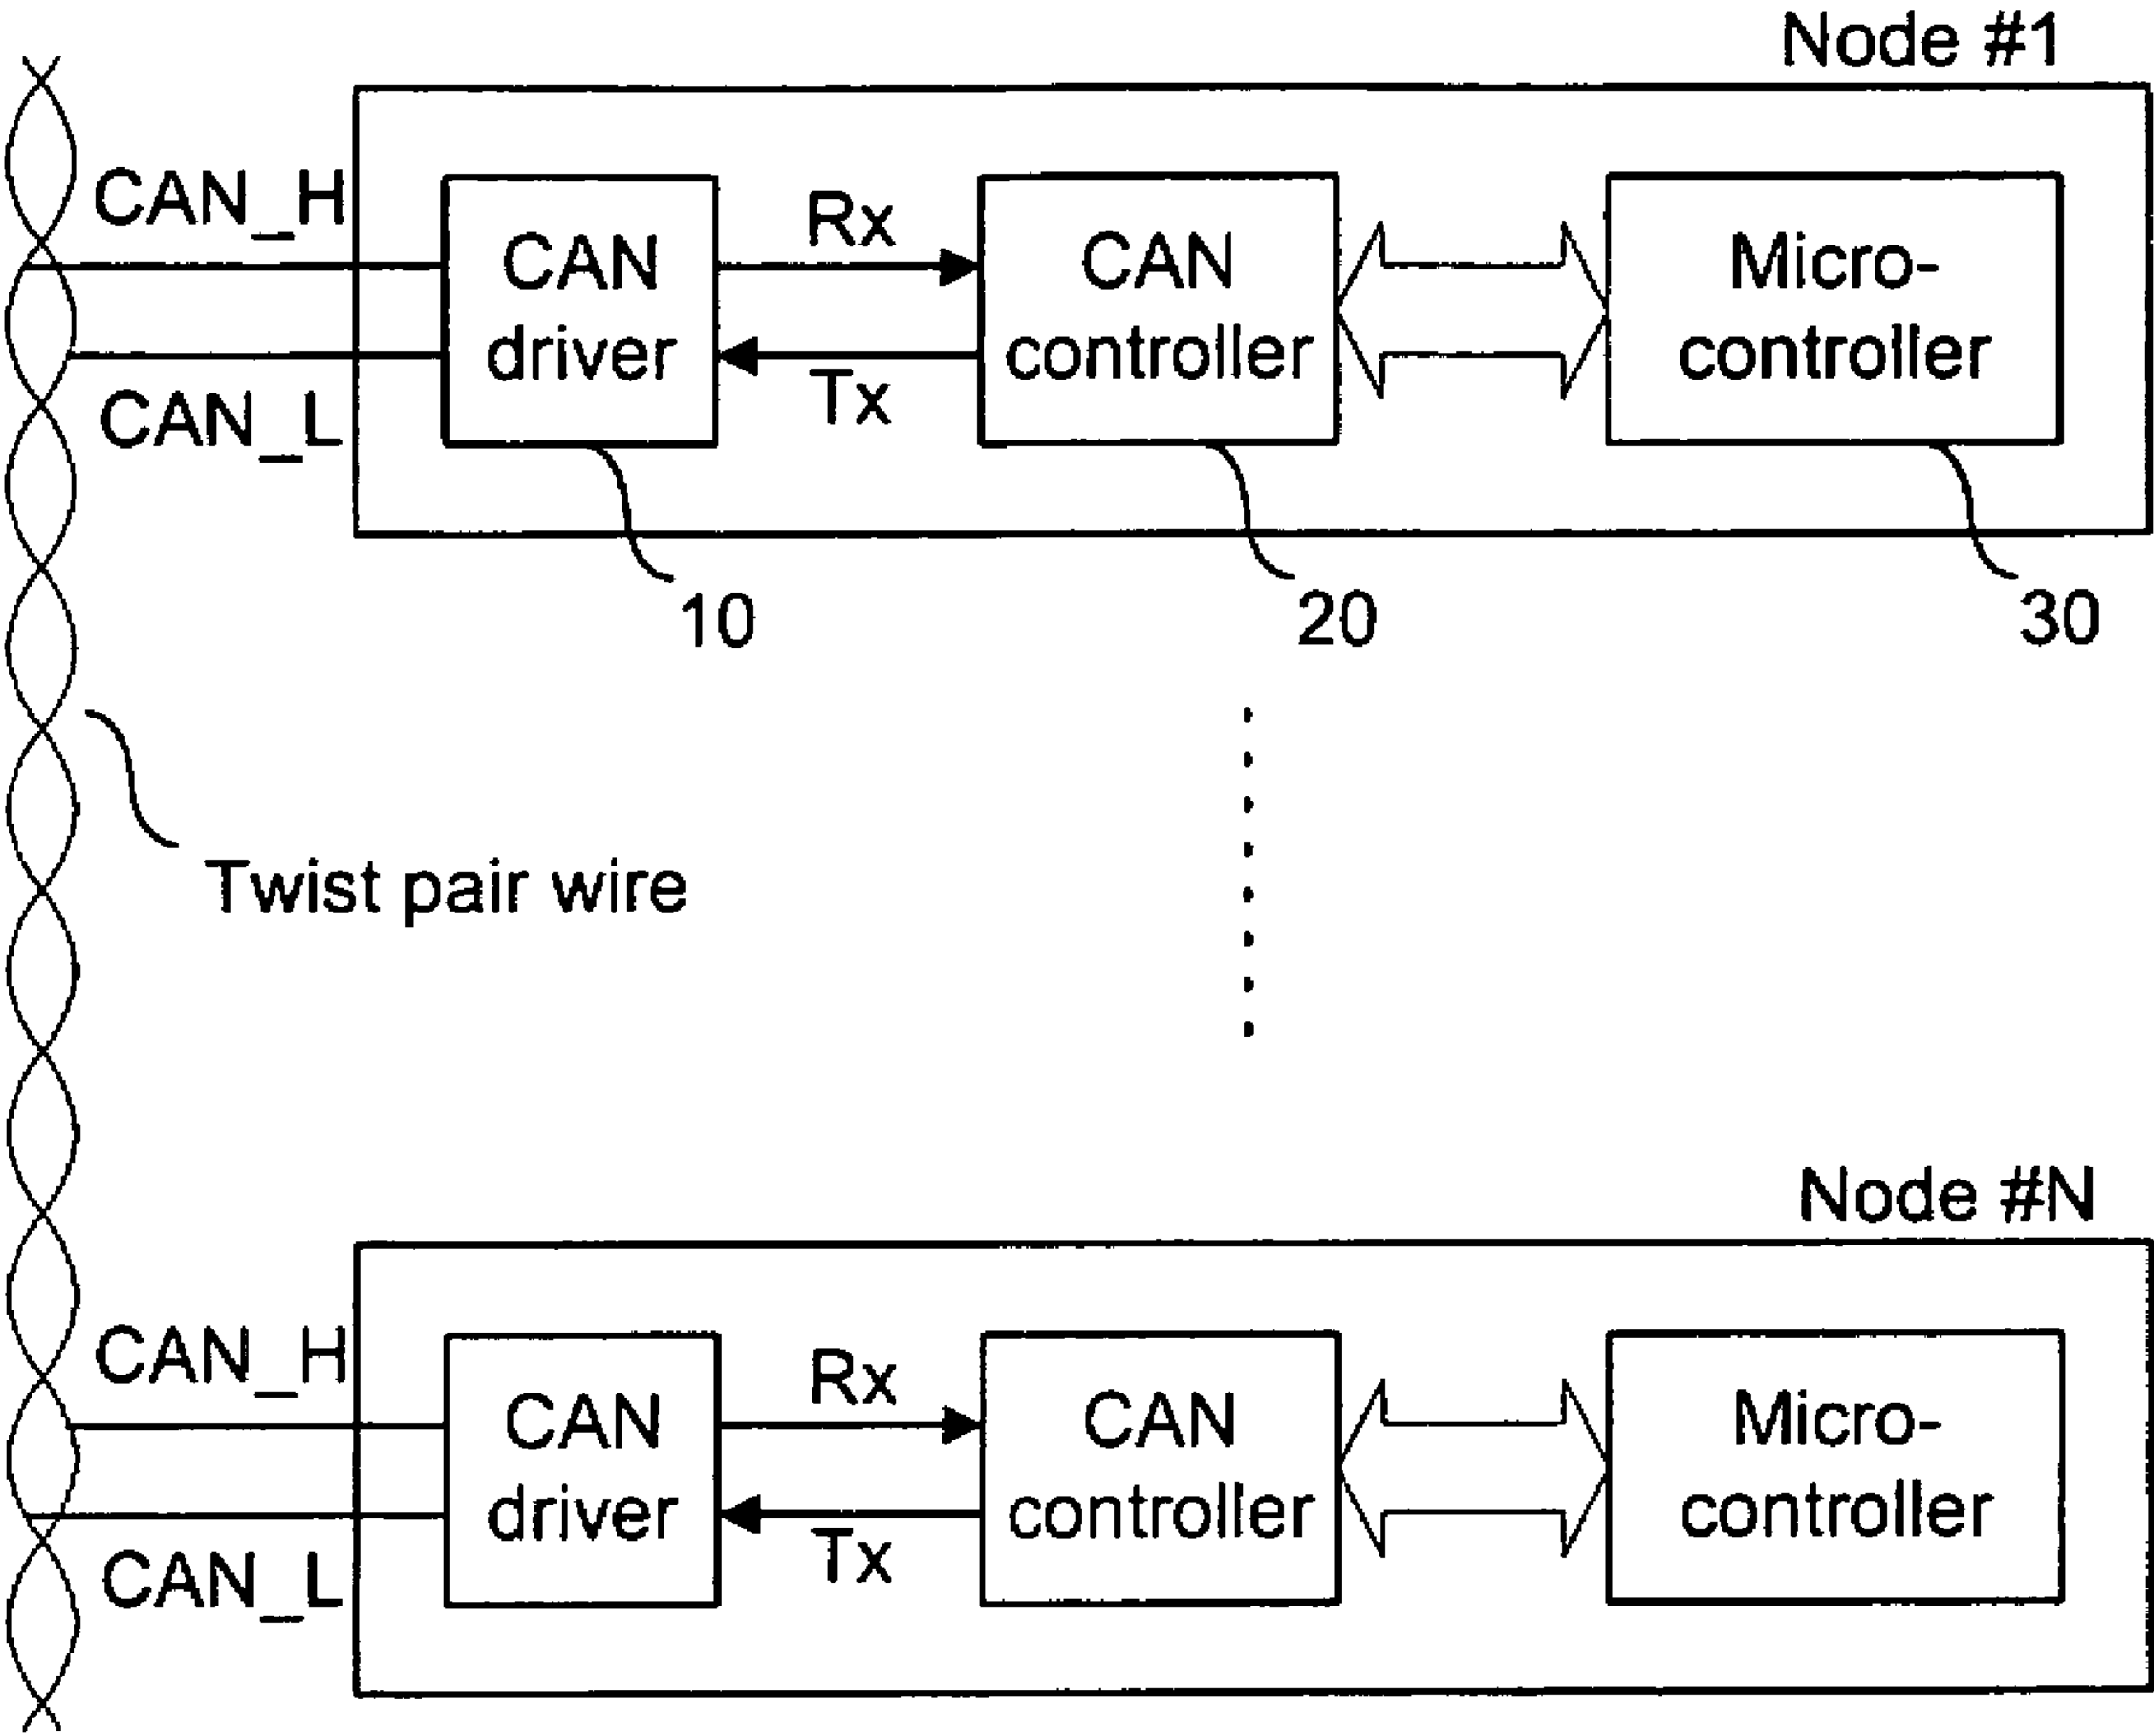 Node #1
CAN_H
CAN_L
CAN
driver
Rx
Tx
CAN
controller
Micro-
controller
10
20
30
Twist pair wire
Node #N
CAN_H
CAN_L
CAN
driver
Rx
Tx
CAN
controller
Micro-
controller